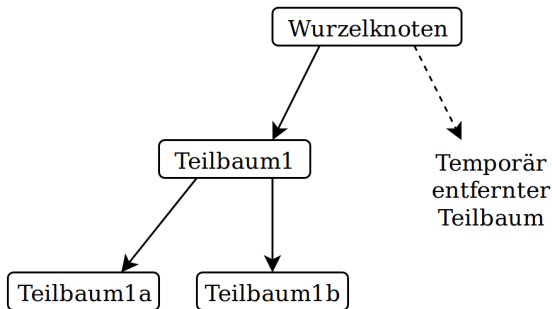 Wurzelknoten
Teilbaum1
Temporär
entfernter
Teilbaum
Teilbaum1a
Teilbaum1b